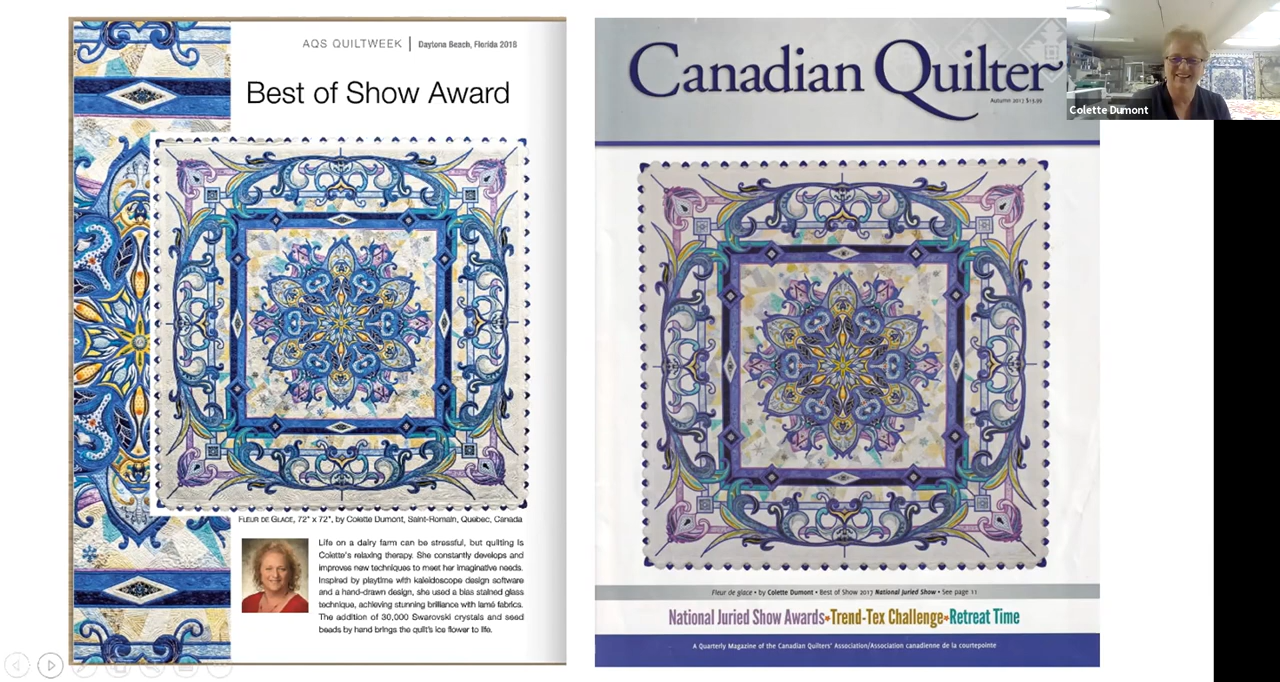 AQS QUILTWEEK | Daytona Beach, Florida 2018
Best of Show Award
FLEUR DE GLACE, 72" x 72", by Colette Dumont, Saint-Romain, Quebec, Canada
Life on a dairy farm can be stressful, but quilting is
Colette's relaxing therapy. She constantly develops and
improves new techniques to meet her imaginative needs.
Inspired by playtime with kaleidoscope design software
and a hand-drawn design, she used a bias stained glass
technique, achieving stunning brilliance with lamé fabrics.
The addition of 30,000 Swarovski crystals and seed
beads by hand brings the quilt's ice flower to life.
Canadian Quilter
Autumn 2017 $13.99
Fleur de glace • by Colette Dumont • Best of Show 2017 National Juried Show • See page 11
National Juried Show Awards•Trend-Tex Challenge•Retreat Time
A Quarterly Magazine of the Canadian Quilters' Association/Association canadienne de la courtepointe
Colette Dumont